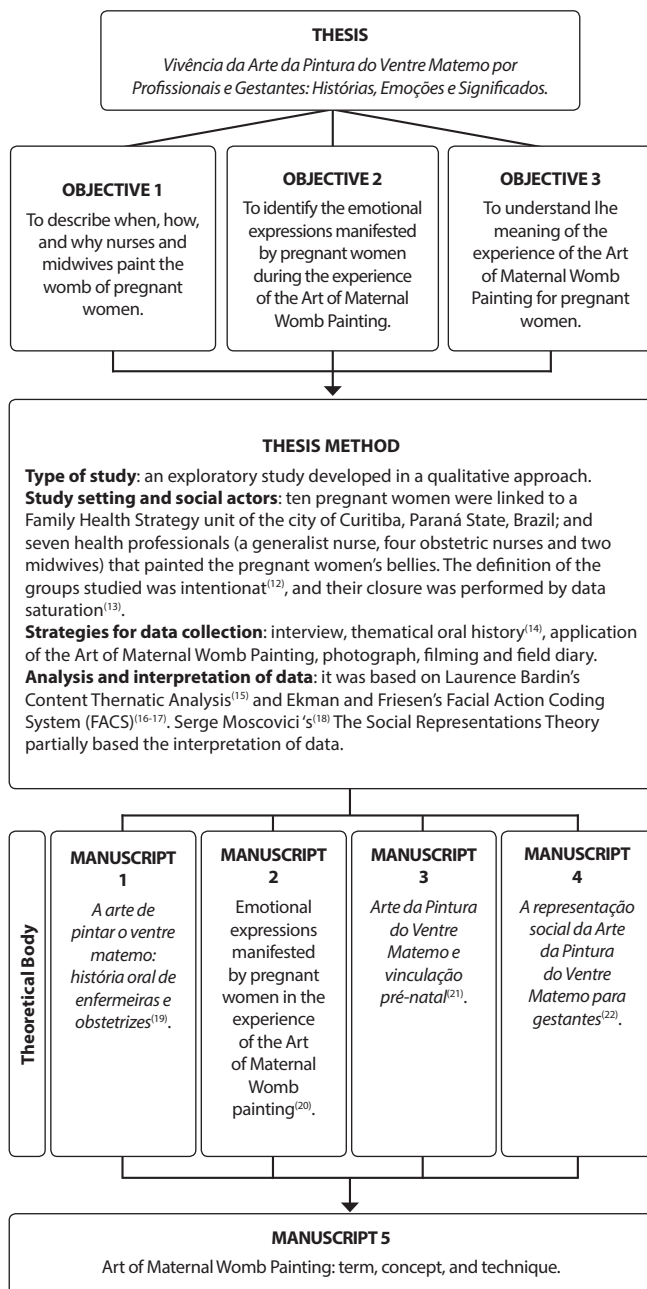 THESIS
Vivência da Arte da Pintura do Ventre Matemo por
Profissionais e Gestantes: Histórias, Emoções e Significados.
OBJECTIVE 1
To describe when, how,
and why nurses and
midwives paint the
womb of pregnant
women.
OBJECTIVE 2
To identify the emotional
expressions manifested
by pregnant women
during the experience
of the Art of Maternal
Womb Painting.
OBJECTIVE 3
To understand lhe
meaning of the
experience of the Art
of Maternal Womb
Painting for pregnant
women.
THESIS METHOD
Type of study: an exploratory study developed in a qualitative approach.
Study setting and social actors: ten pregnant women were linked to a
Family Health Strategy unit of the city of Curitiba, Paraná State, Brazil; and
seven health professionals (a generalist nurse, four obstetric nurses and two
midwives) that painted the pregnant women's bellies. The definition of the
groups studied was intentionat(12), and their closure was performed by data
saturation(13).
Strategies for data collection: interview, thematical oral history(14), application
of the Art of Maternal Womb Painting, photograph, filming and field diary.
Analysis and interpretation of data: it was based on Laurence Bardin's
Content Thernatic Analysis(15) and Ekman and Friesen's Facial Action Coding
System (FACS)(16-17). Serge Moscovici 's(18) The Social Representations Theory
partially based the interpretation of data.
Theoretical Body
MANUSCRIPT
1
A arte de
pintar o ventre
matemo:
história oral de
enfermeiras e
obstetrizes(19).
MANUSCRIPT
2
Emotional
expressions
manifested
by pregnant
women in the
experience
of the Art
of Maternal
Womb
painting(20).
MANUSCRIPT
3
Arte da Pintura
do Ventre
Matemo e
vinculação
pré-natal(21).
MANUSCRIPT
4
A representação
social da Arte
da Pintura
do Ventre
Matemo para
gestantes(22).
MANUSCRIPT 5
Art of Maternal Womb Painting: term, concept, and technique.